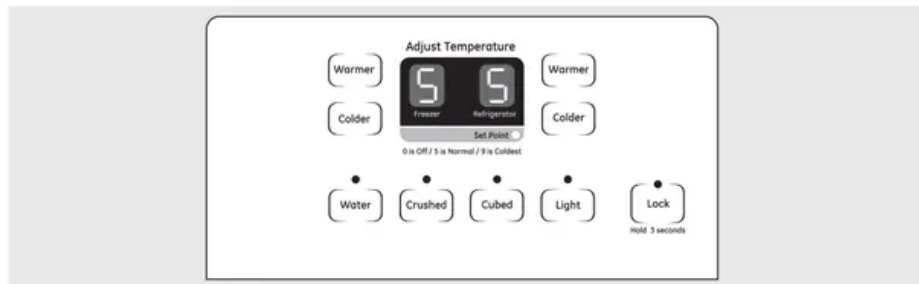 Adjust Temperature
Warmer
Warmer
5 5
Freezer Refrigerator
Colder
Colder
Set Point
0 is Off / 5 is Normal / 9 is Coldest
Water Crushed Cubed Light Lock
Hold 3 seconds